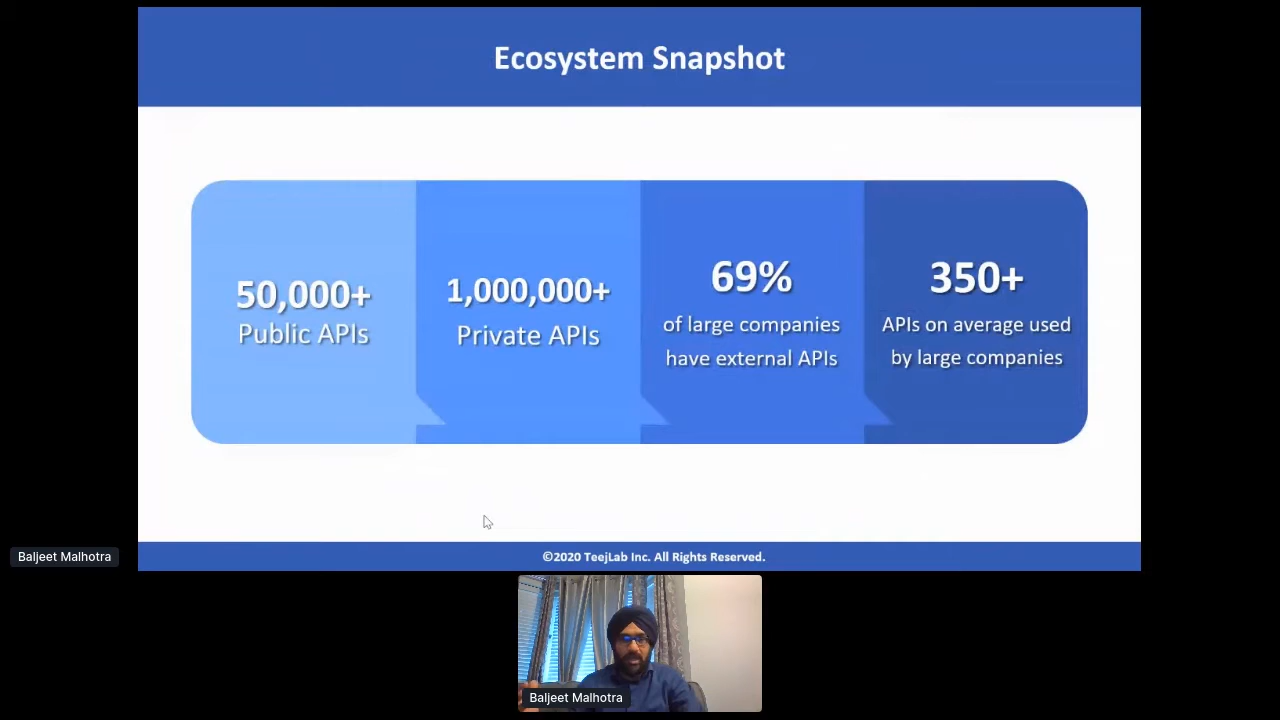 Ecosystem Snapshot
50,000+
Public APIs
1,000,000+
Private APIs
69%
of large companies
have external APIs
350+
APIs on average used
by large companies
©2020 TeejLab Inc. All Rights Reserved.
Baljeet Malhotra
Baljeet Malhotra